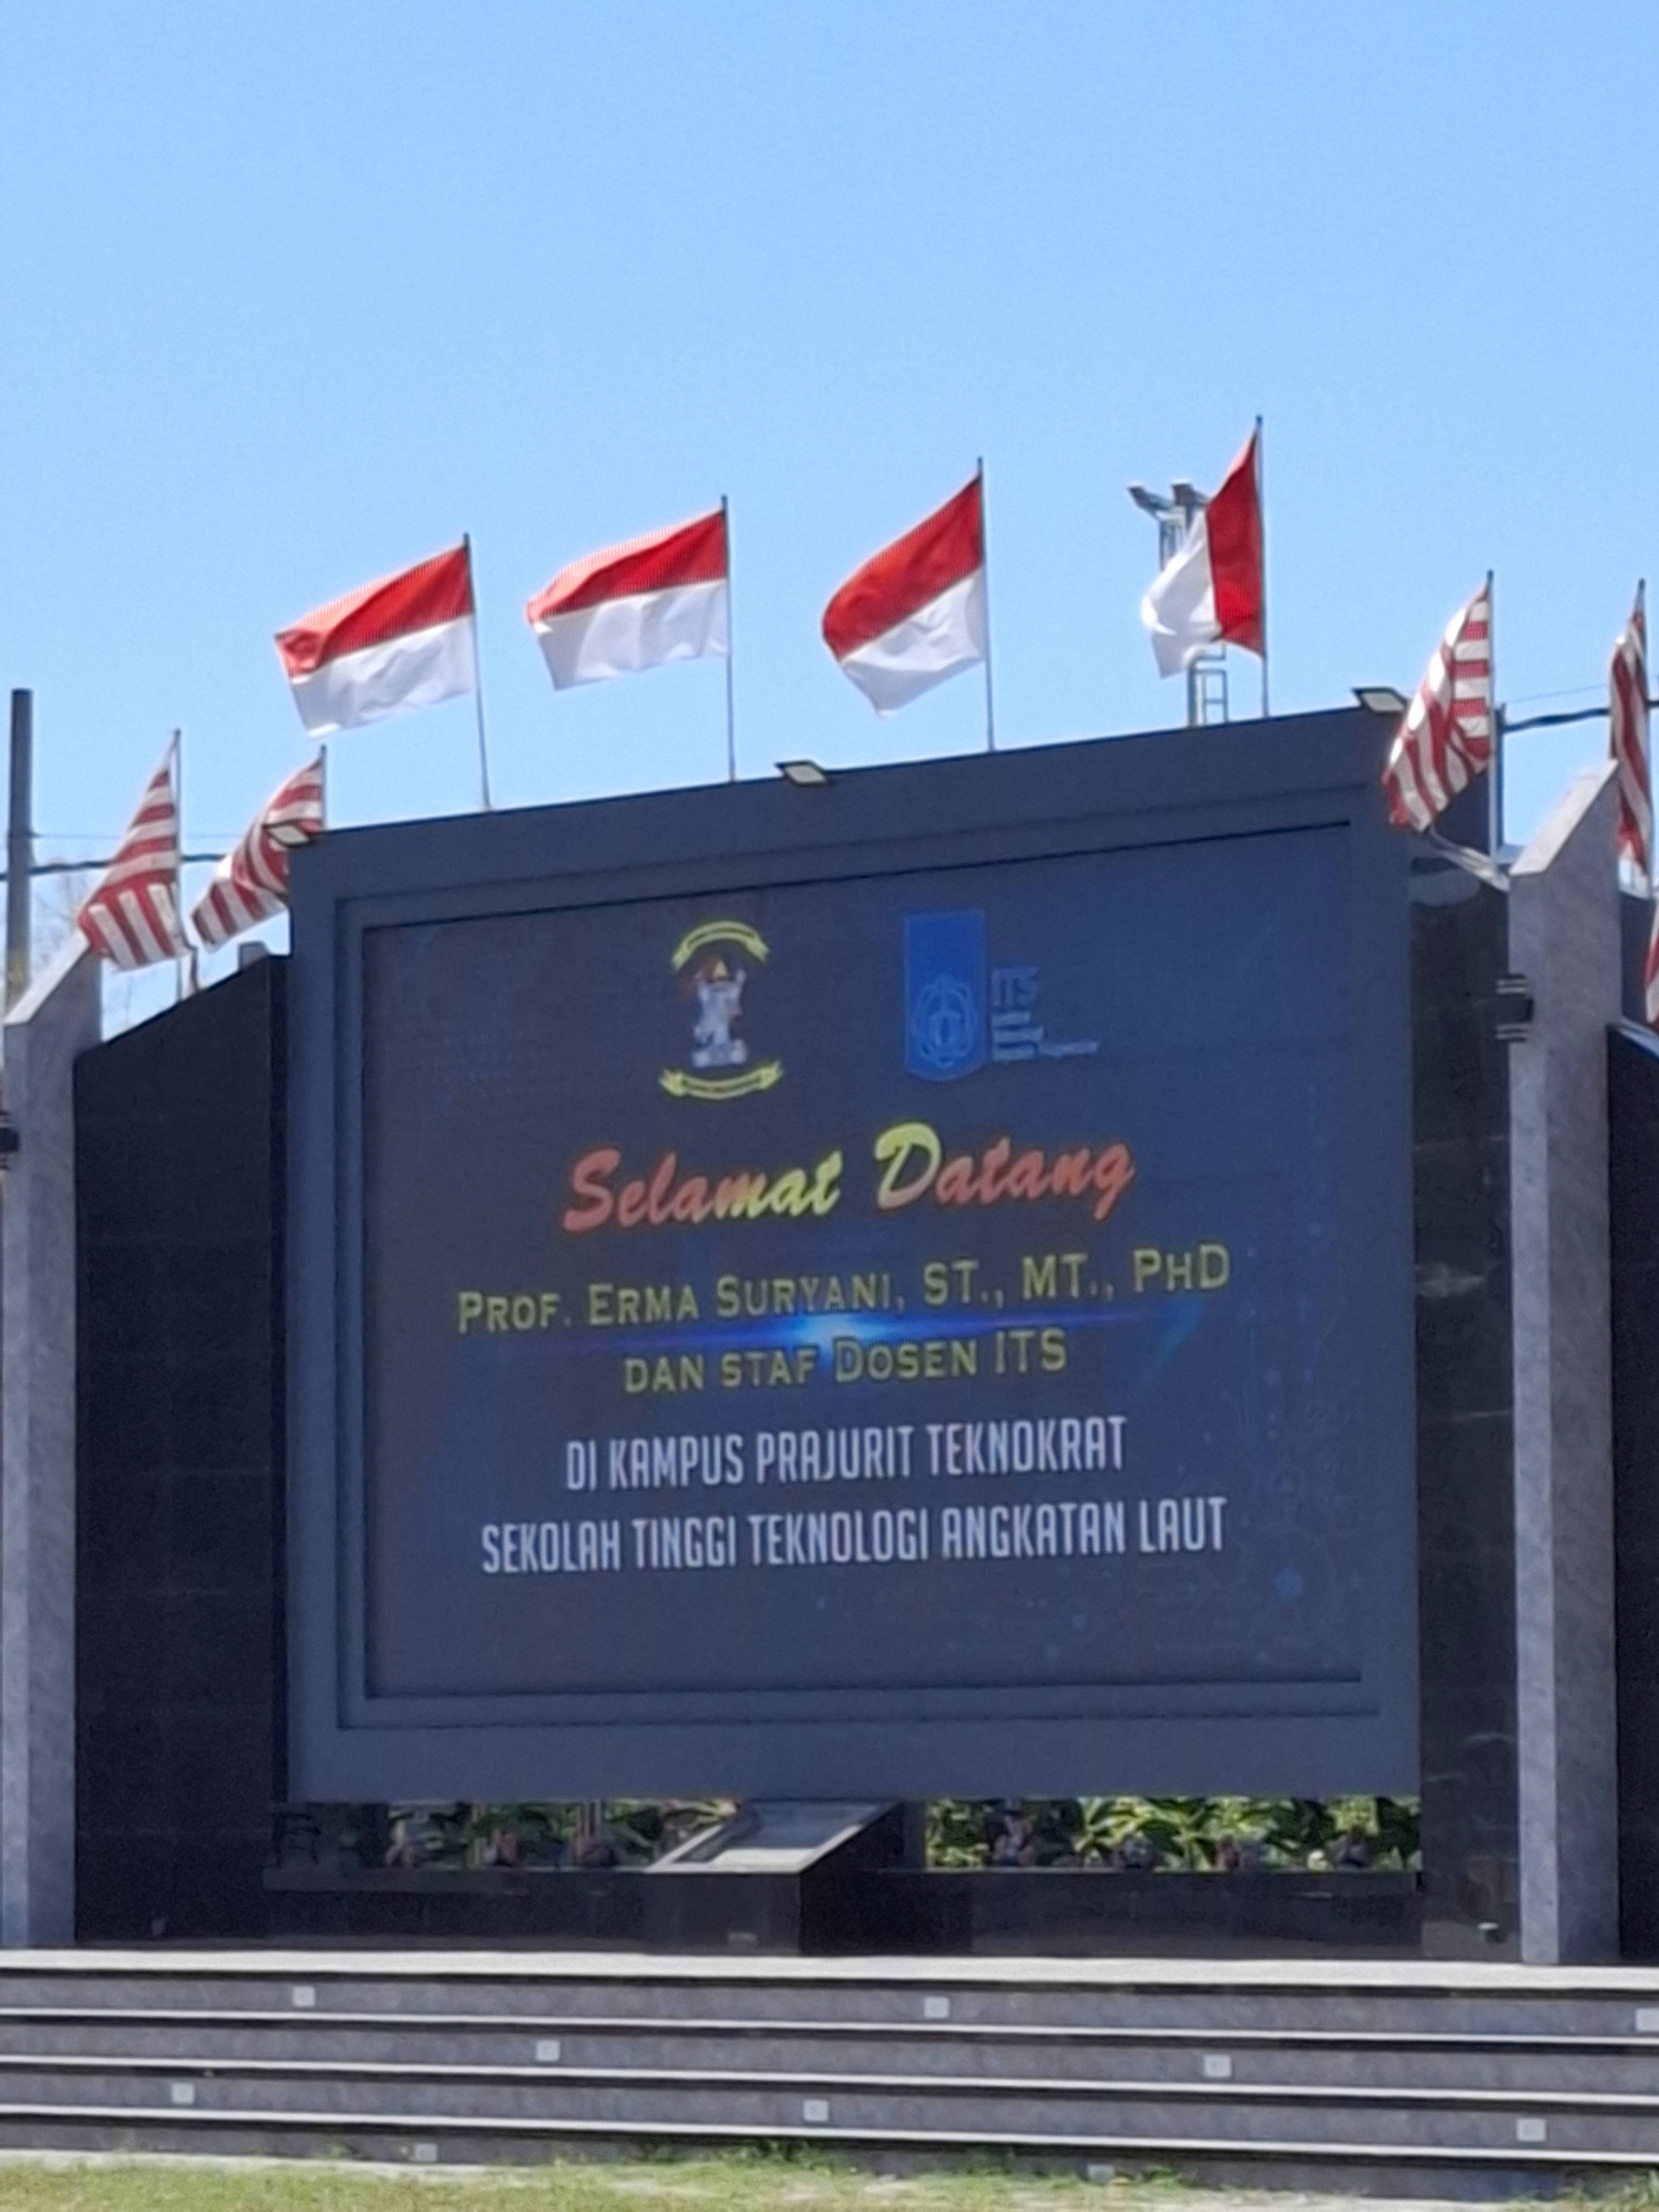 ITS
Selamat Datang
PROF. ERMA SURYANI, ST., MT., PHD
DAN STAF DOSEN ITS
DI KAMPUS PRAJURIT TEKNOKRAT
SEKOLAH TINGGI TEKNOLOGI ANGKATAN LAUT